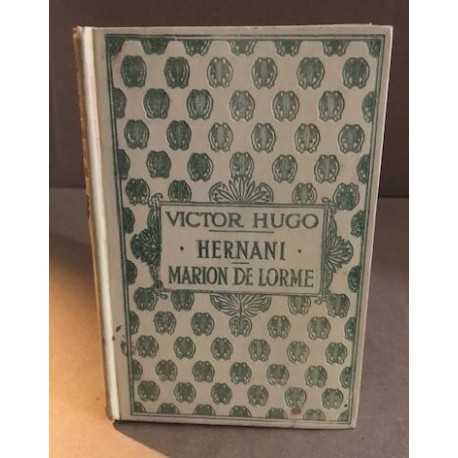 VICTOR HUGO
· HERNANI ·
MARION DE LORME